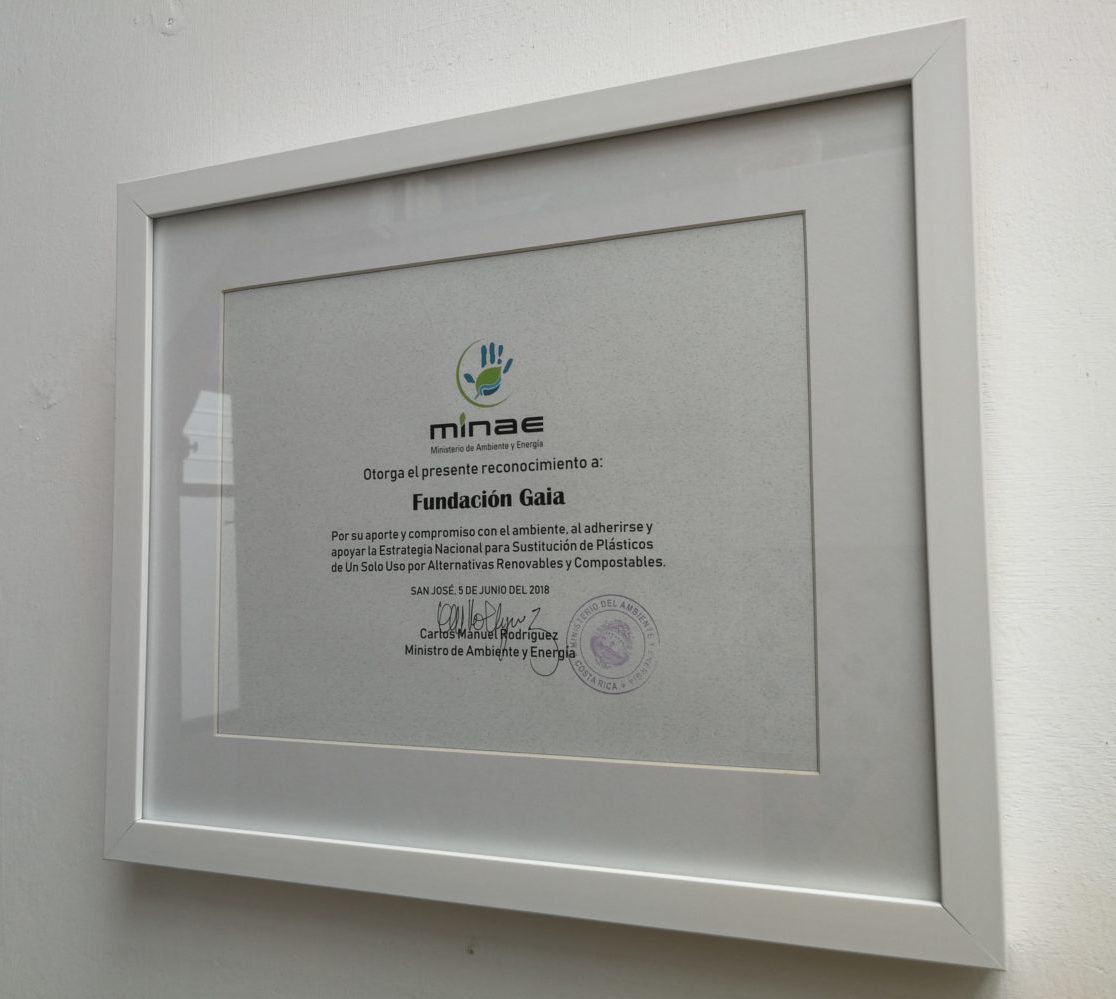 minae
Ministerio de Ambiente y Energía
Otorga el presente reconocimiento a:
Fundación Gaia
Por su aporte y compromiso con el ambiente, al adherirse y
apoyar la Estrategia Nacional para Sustitución de Plásticos
de Un Solo Uso por Alternativas Renovables y Compostables.
SAN JOSÉ. 5 DE JUNIO DEL 2018
Carlos Manuel Rodríguez
Ministro de Ambiente y Energía
MINISTERIO DEL AMBIENTE Y ENERGIA
COSTA RICA